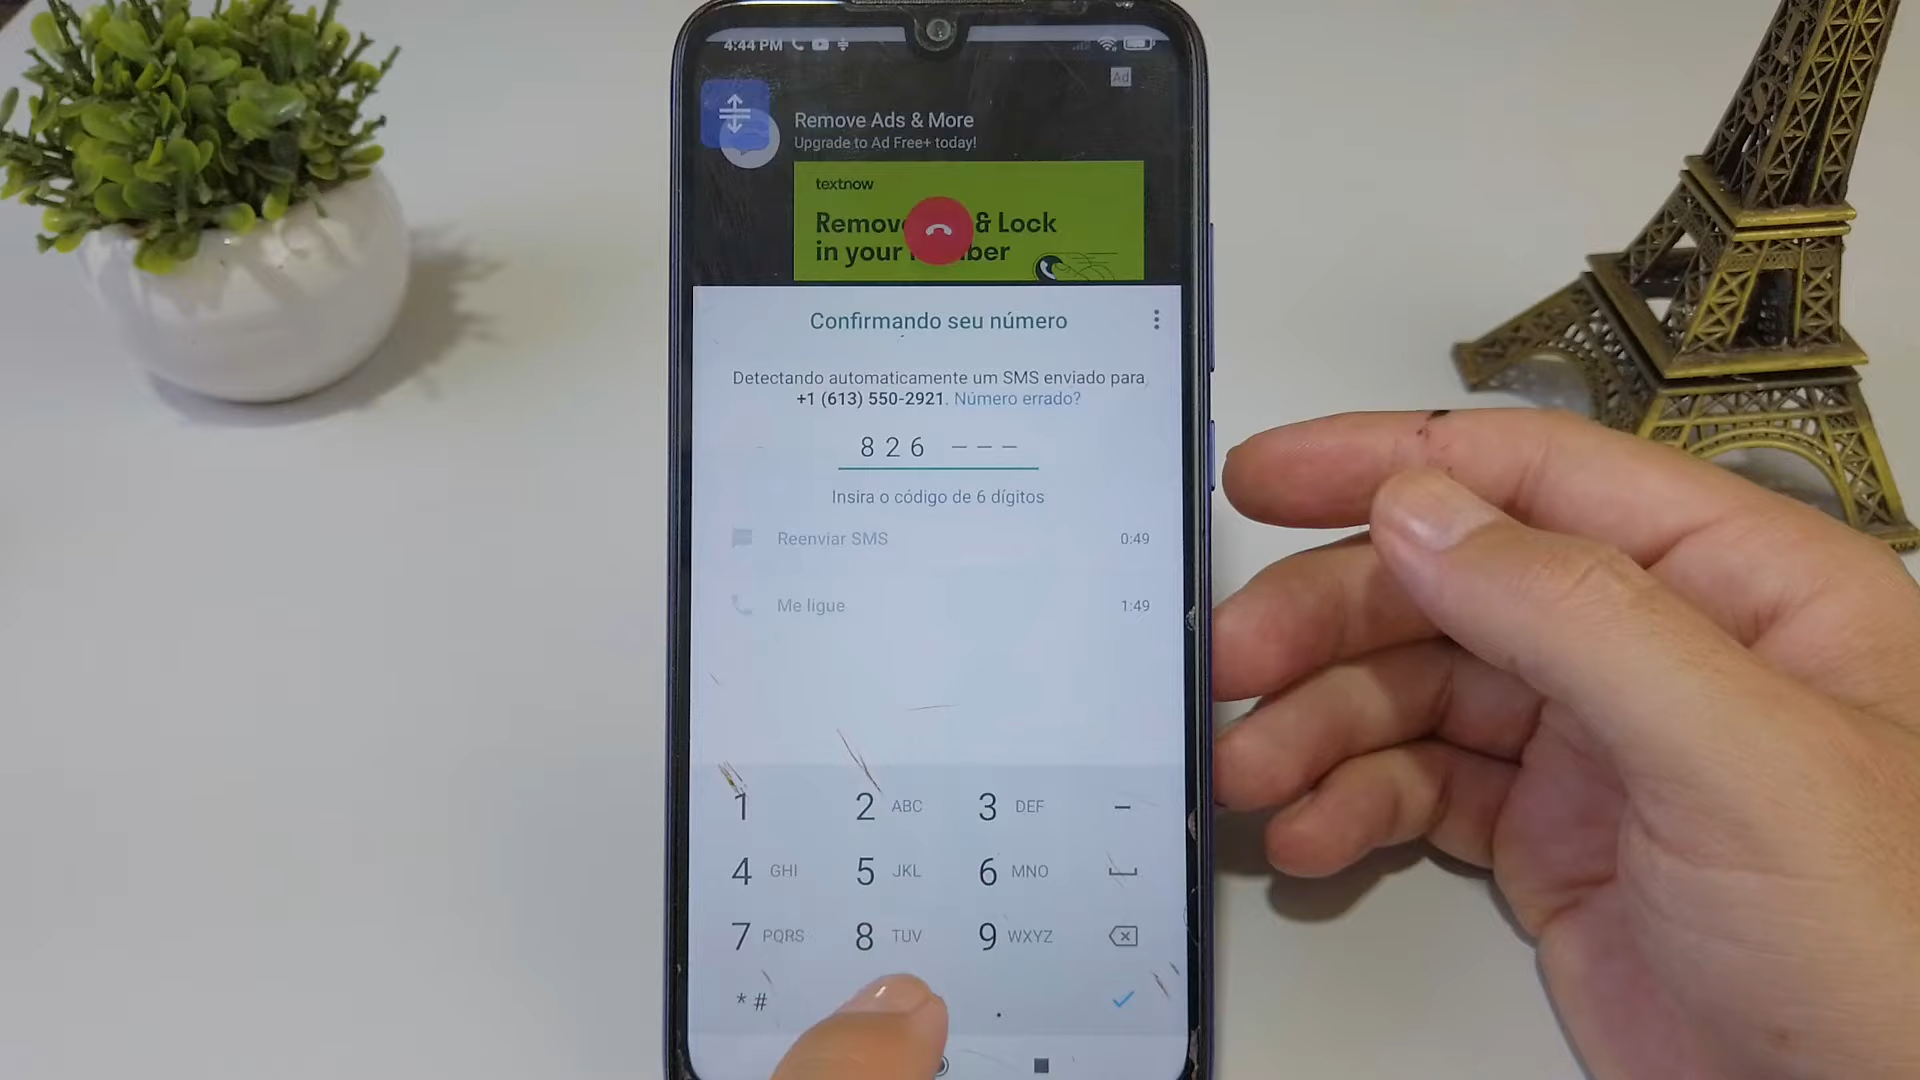 4:44 PM
Ad
Remove Ads & More
Upgrade to Ad Free+ today!
textnow
Remove & Lock
in your
Confirmando seu número
Detectando automaticamente um SMS enviado para
+1 (613) 550-2921. Número errado?
8 2 6 – – –
Insira o código de 6 dígitos
Reenviar SMS 0:49
Me ligue 1:49
1 2 ABC 3 DEF –
4 GHI 5 JKL 6 MNO
7 PQRS 8 TUV 9 WXYZ
* # .